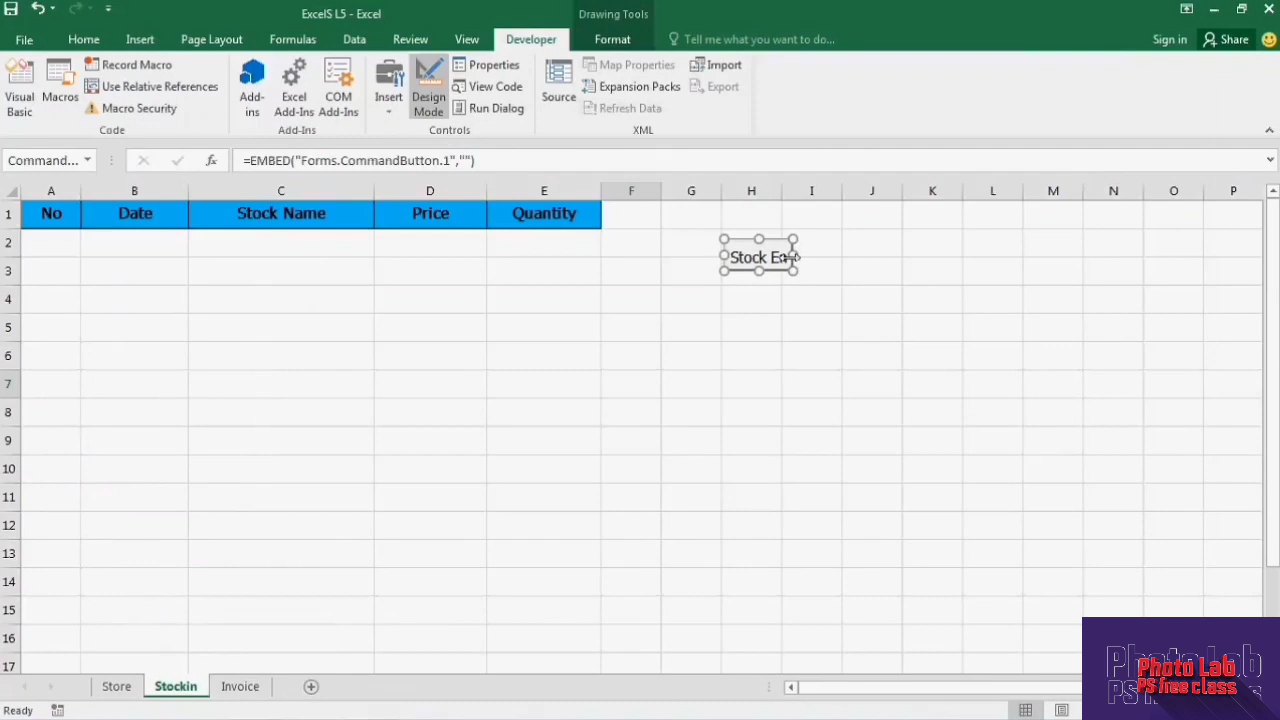 ExcelS L5 - Excel
Drawing Tools
File Home Insert Page Layout Formulas Data Review View Developer Format Tell me what you want to do... Sign in Share
Visual Basic
Macros
Record Macro
Use Relative References
Macro Security
Code
Add-ins
Excel Add-Ins
COM Add-Ins
Add-Ins
Insert
Design Mode
Properties
View Code
Run Dialog
Controls
Source
Map Properties
Expansion Packs
Refresh Data
Import
Export
XML
Command...
fx
=EMBED("Forms.CommandButton.1","")
A B C D E F G H I J K L M N O P
1 No Date Stock Name Price Quantity
2
Stock
3
4
5
6
7
8
9
10
11
12
13
14
15
16
17
Photo Lab
PS free class
Store Stockin Invoice
Ready